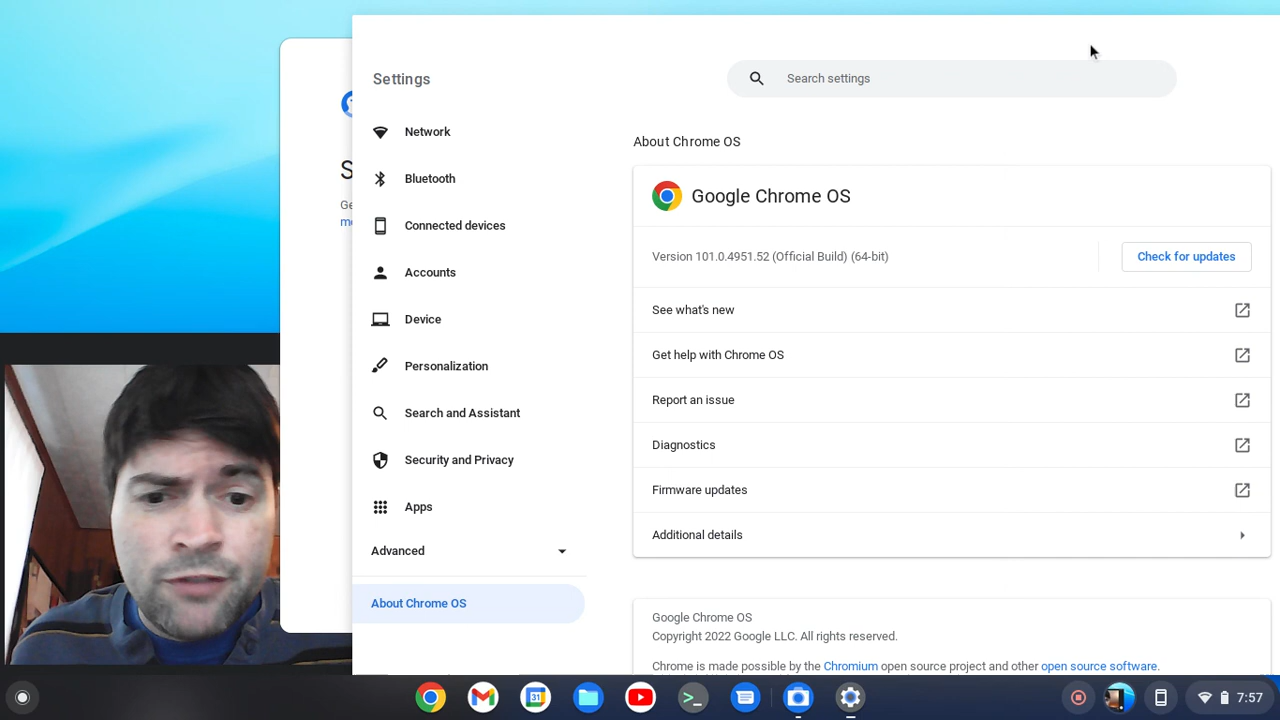 Settings
Search settings
Network
Bluetooth
Connected devices
Accounts
Device
Personalization
Search and Assistant
Security and Privacy
Apps
Advanced
About Chrome OS
About Chrome OS
Google Chrome OS
Version 101.0.4951.52 (Official Build) (64-bit)
Check for updates
See what's new
Get help with Chrome OS
Report an issue
Diagnostics
Firmware updates
Additional details
Google Chrome OS
Copyright 2022 Google LLC. All rights reserved.
Chrome is made possible by the Chromium open source project and other open source software.
S
Ge
31
7:57